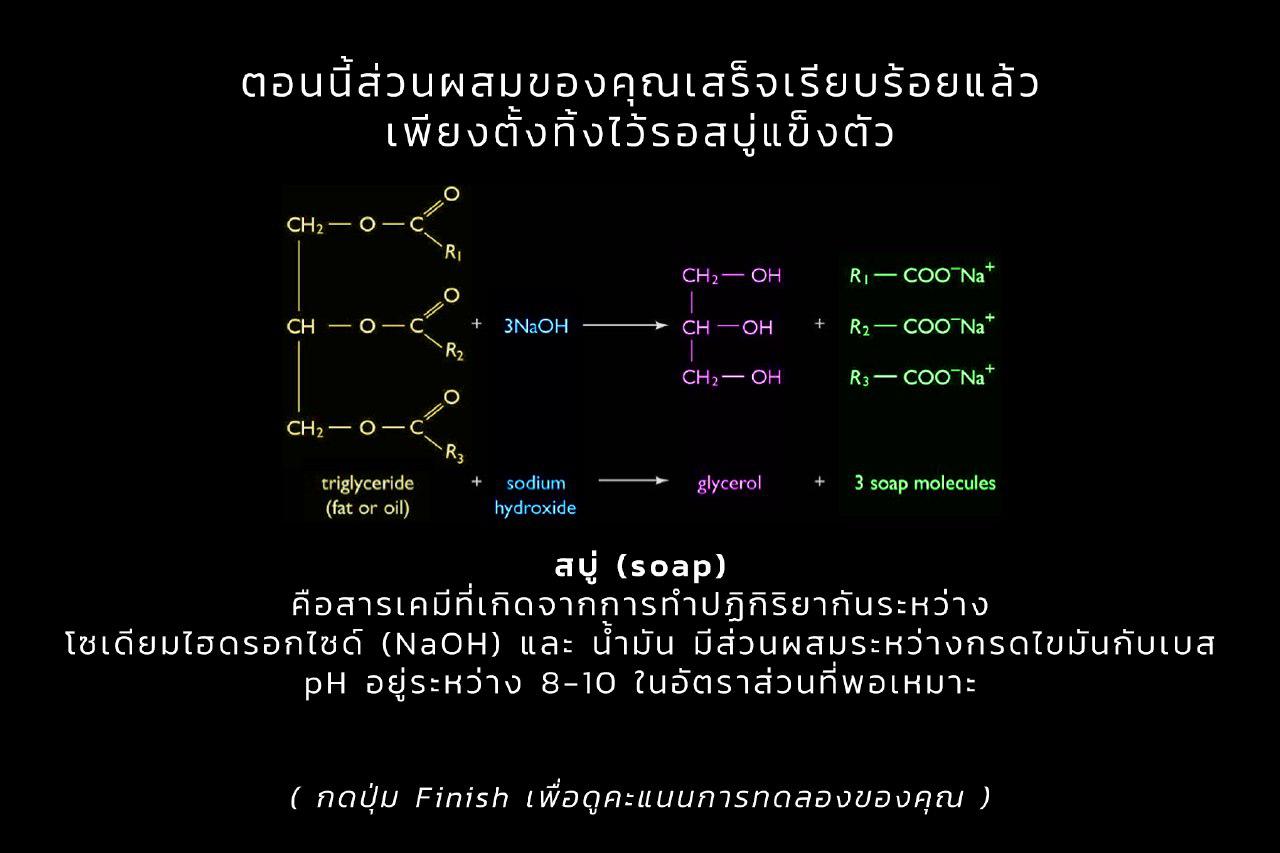 ตอนนี้ส่วนผสมของคุณเสร็จเรียบร้อยแล้ว
เพียงตั้งทิ้งไว้รอสบู่แข็งตัว
O
CH₂ — O — C
R₁
CH₂ — OH
R₁ — COO⁻Na⁺
O
CH — O — C + 3NaOH ⟶ CH — OH + R₂ — COO⁻Na⁺
R₂
CH₂ — OH
R₃ — COO⁻Na⁺
O
CH₂ — O — C
R₃
triglyceride + sodium ⟶ glycerol + 3 soap molecules
(fat or oil) hydroxide
สบู่ (soap)
คือสารเคมีที่เกิดจากการทำปฏิกิริยากันระหว่าง
โซเดียมไฮดรอกไซด์ (NaOH) และ น้ำมัน มีส่วนผสมระหว่างกรดไขมันกับเบส
pH อยู่ระหว่าง 8-10 ในอัตราส่วนที่พอเหมาะ
( กดปุ่ม Finish เพื่อดูคะแนนการทดลองของคุณ )